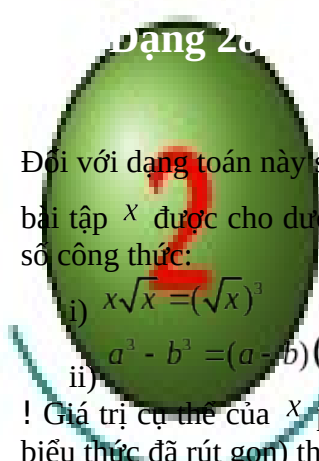 Dạng 28
2
Đối với dạng toán này
bài tập x được cho
số công thức:
i) x√x =(√x)³
ii) a³ - b³ =(a - b)(
! Giá trị cụ thể của x
biểu thức đã rút gọn) th